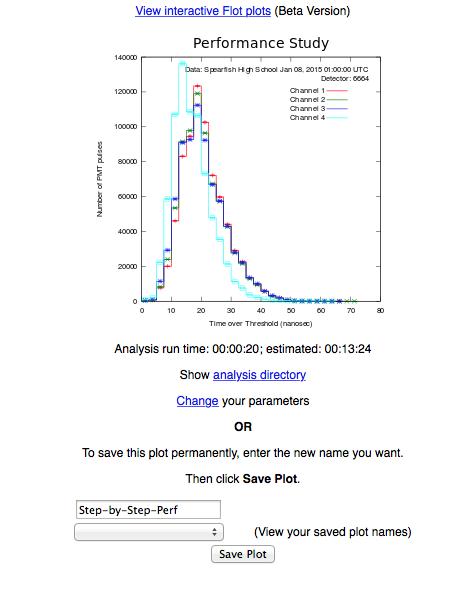 View interactive Flot plots (Beta Version)
Performance Study
Data: Spearfish High School Jan 08, 2015 01:00:00 UTC
Detector: 6664
Channel 1
Channel 2
Channel 3
Channel 4
Number of PMT pulses
140000
120000
100000
80000
60000
40000
20000
0
0 10 20 30 40 50 60 70 80
Time over Threshold (nanosec)
Analysis run time: 00:00:20; estimated: 00:13:24
Show analysis directory
Change your parameters
OR
To save this plot permanently, enter the new name you want.
Then click Save Plot.
Step-by-Step-Perf
(View your saved plot names)
Save Plot